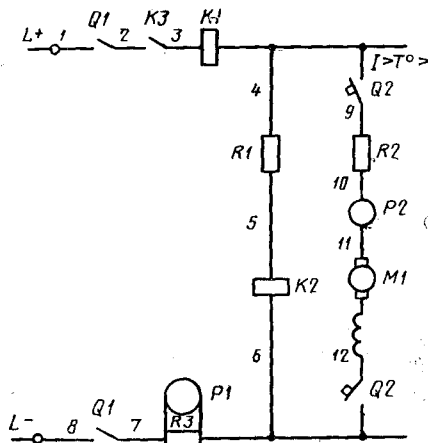 L+ 1 Q1 2 K3 3 K1
I>T°>
4 Q2
9
R1 R2
10
P2
5 11
K2 M1
6 12
P1 Q2
L- 8 Q1 7 R3